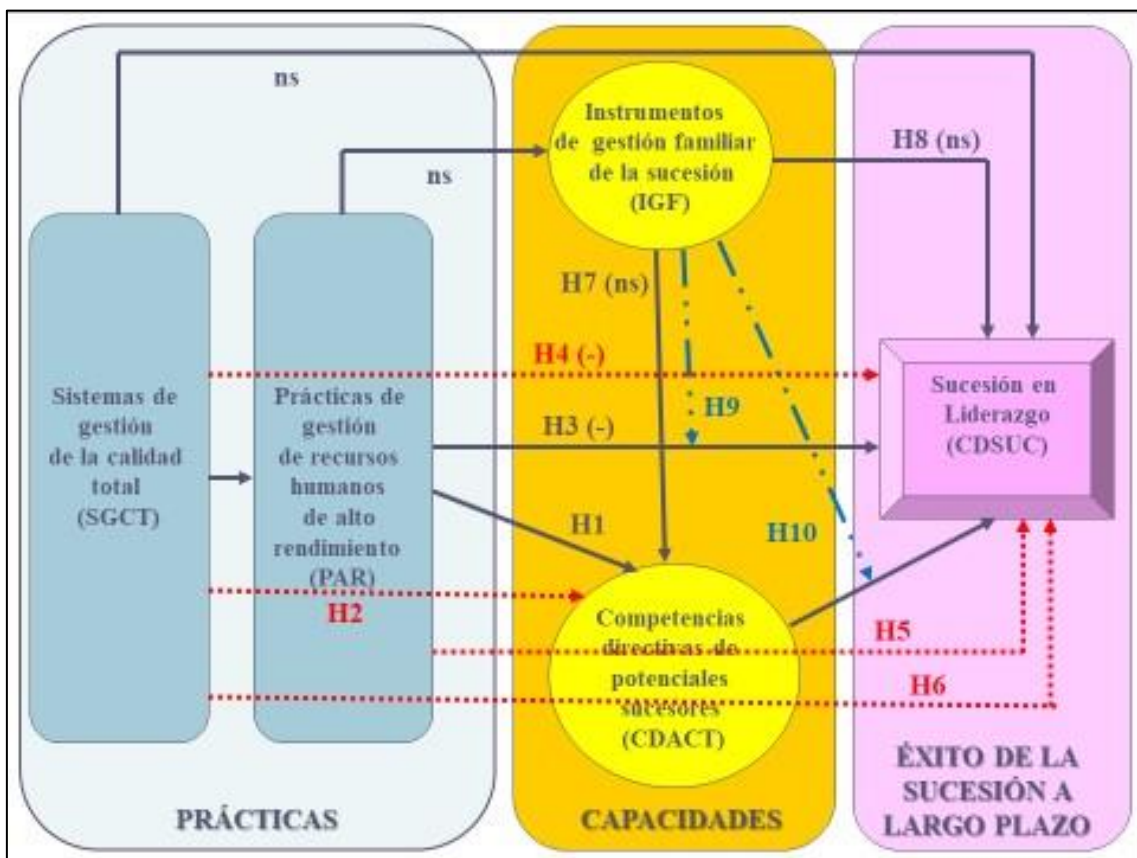 ns
ns
Instrumentos
de gestión familiar
de la sucesión
(IGF)
H8 (ns)
H7 (ns)
H4 (-)
H9
H3 (-)
H10
H1
H2
H5
H6
Sistemas de
gestión
de la calidad
total
(SGCT)
Prácticas de
gestión
de recursos
humanos
de alto
rendimiento
(PAR)
Sucesión en
Liderazgo
(CDSUC)
Competencias
directivas de
potenciales
sucesores
(CDACT)
PRÁCTICAS
CAPACIDADES
ÉXITO DE LA
SUCESIÓN A
LARGO PLAZO